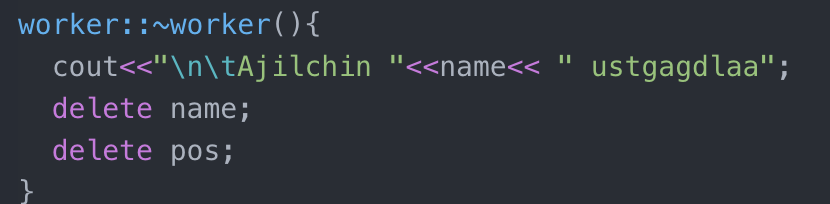 worker::~worker(){
  cout<<"\n\tAjilchin "<<name<< " ustgagdlaa";
  delete name;
  delete pos;
}